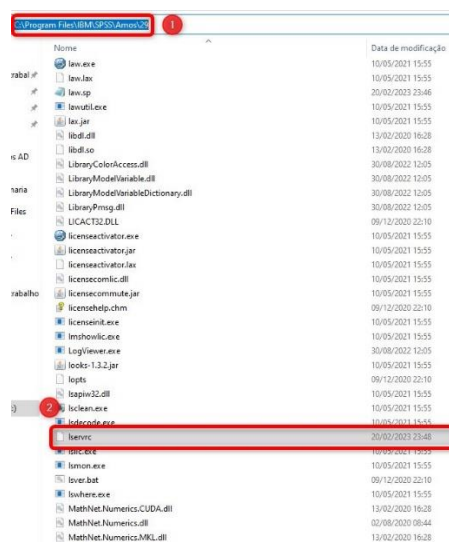 C:\Program Files\IBM\SPSS\Amos\29
1
Nome
Data de modificação
law.exe 10/05/2021 15:55
law.lax 10/05/2021 15:55
law.sp 20/02/2023 23:46
lawutil.exe 10/05/2021 15:55
lax.jar 10/05/2021 15:55
libdl.dll 13/02/2020 16:28
libdl.so 13/02/2020 16:28
LibraryColorAccess.dll 30/08/2022 12:05
LibraryModelVariable.dll 30/08/2022 12:05
LibraryModelVariableDictionary.dll 30/08/2022 12:05
LibraryPmsg.dll 30/08/2022 12:05
LICACT32.DLL 09/12/2020 22:10
licenseactivator.exe 10/05/2021 15:55
licenseactivator.jar 10/05/2021 15:55
licenseactivator.lax 10/05/2021 15:55
licensecomlic.dll 10/05/2021 15:55
licensecommute.jar 10/05/2021 15:55
licensehelp.chm 09/12/2020 22:10
licenseinit.exe 10/05/2021 15:55
lmshowlic.exe 10/05/2021 15:55
LogViewer.exe 30/08/2022 12:05
looks-1.3.2.jar 10/05/2021 15:55
lopts 09/12/2020 22:10
lsapiw32.dll 10/05/2021 15:55
2 lsclean.exe 10/05/2021 15:55
lsdecode.exe 10/05/2021 15:55
lservrc 20/02/2023 23:48
lslic.exe 10/05/2021 15:55
lsmon.exe 10/05/2021 15:55
lsver.bat 09/12/2020 22:10
lswhere.exe 10/05/2021 15:55
MathNet.Numerics.CUDA.dll 13/02/2020 16:28
MathNet.Numerics.dll 02/08/2020 08:44
MathNet.Numerics.MKL.dll 13/02/2020 16:28